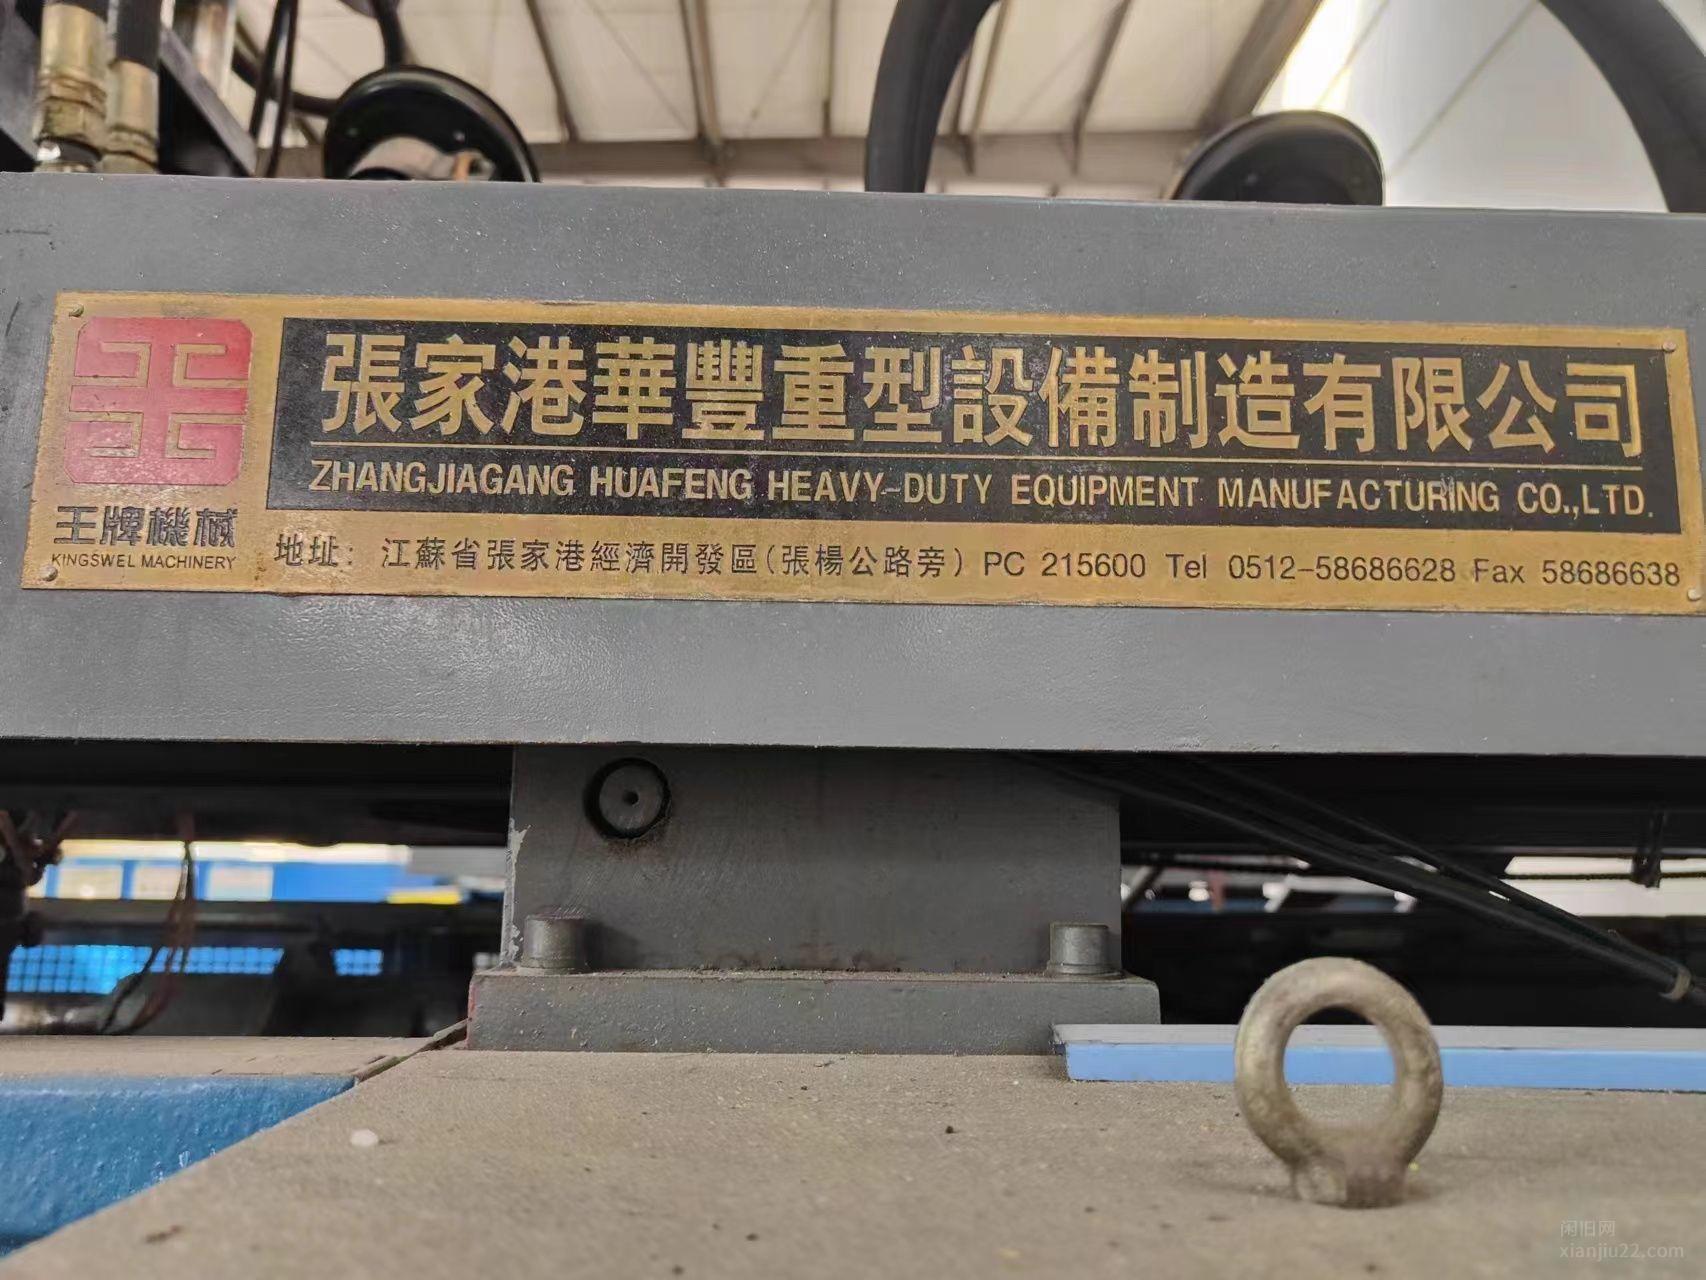 張家港華豐重型設備制造有限公司
ZHANGJIAGANG HUAFENG HEAVY-DUTY EQUIPMENT MANUFACTURING CO.,LTD.
王牌機械
KINGSWEL MACHINERY
地址：江蘇省張家港經濟開發區(張楊公路旁) PC 215600 Tel 0512-58686628 Fax 58686638
闲旧网
xianjiu22.com